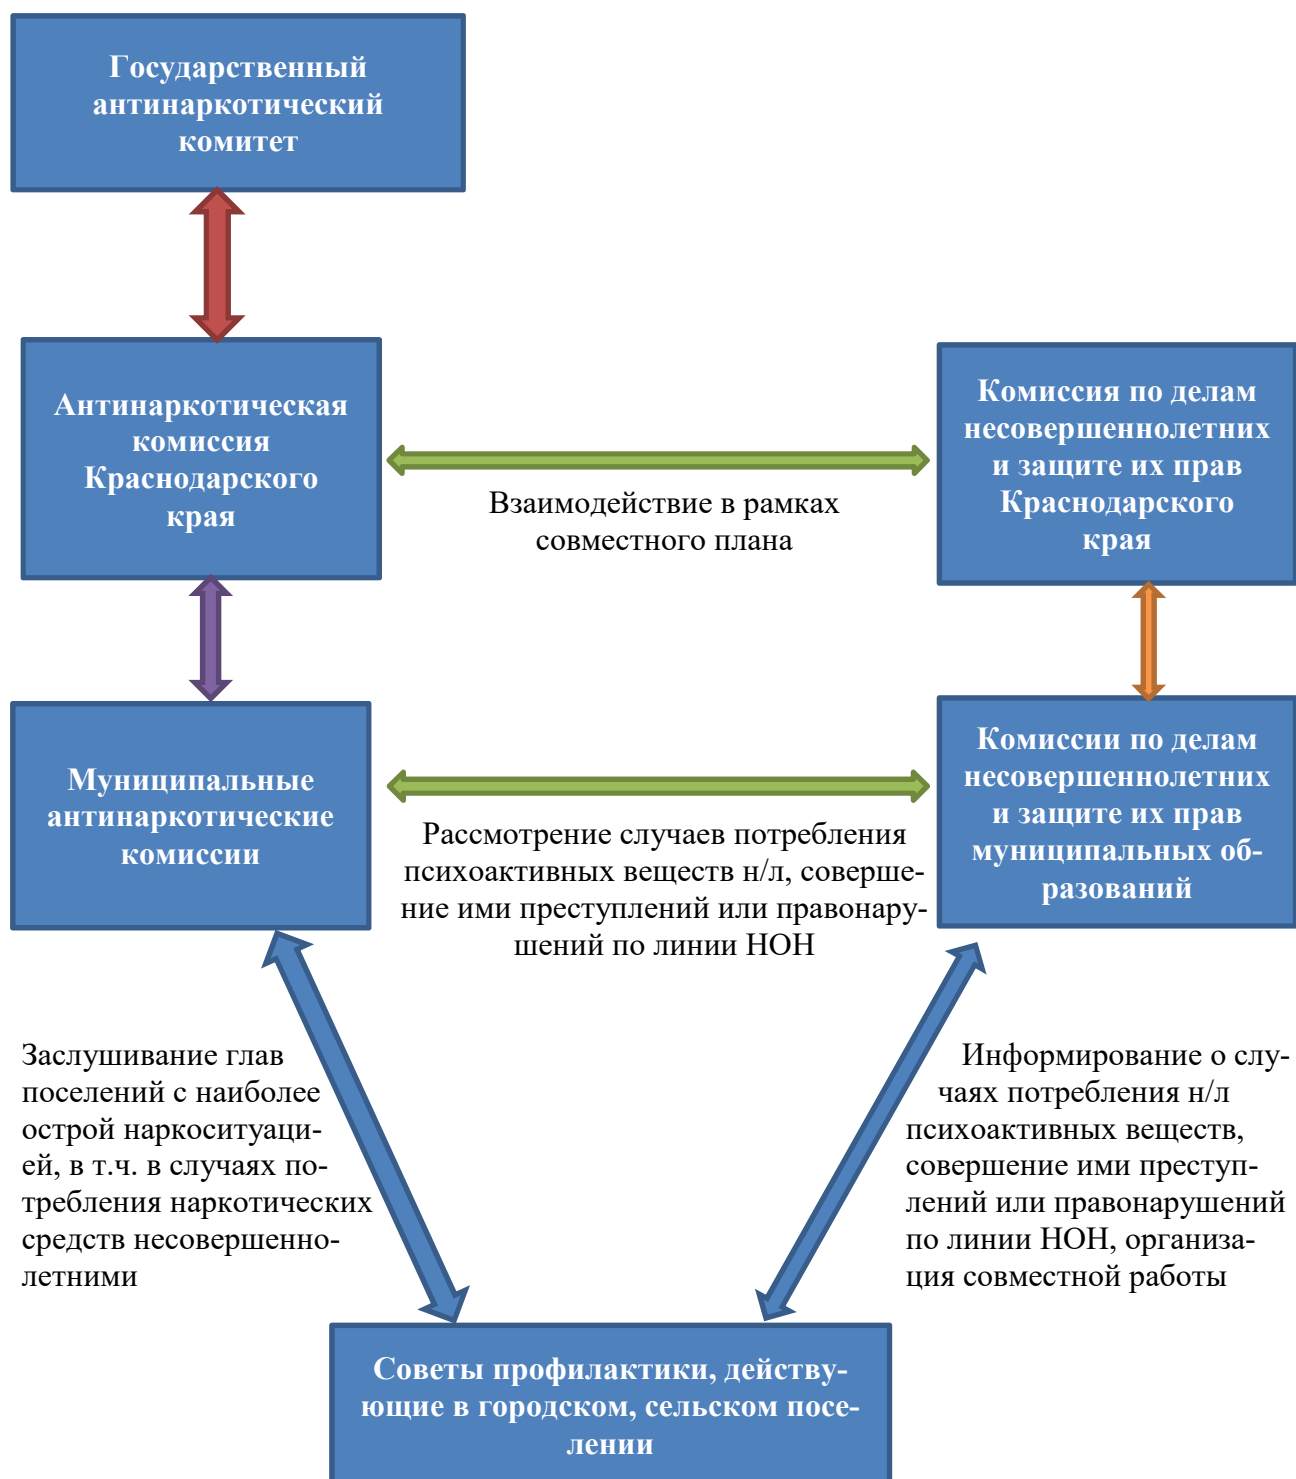 Государственный
антинаркотический
комитет
Антинаркотическая
комиссия
Краснодарского
края
Взаимодействие в рамках
совместного плана
Комиссия по делам
несовершеннолетних
и защите их прав
Краснодарского
края
Муниципальные
антинаркотические
комиссии
Рассмотрение случаев потребления
психоактивных веществ н/л, соверше-
ние ими преступлений или правонару-
шений по линии НОН
Комиссии по делам
несовершеннолетних
и защите их прав
муниципальных об-
разований
Заслушивание глав
поселений с наиболее
острой наркоситуаци-
ей, в т.ч. в случаях по-
требления наркотических
средств несовершенно-
летними
Информирование о слу-
чаях потребления н/л
психоактивных веществ,
совершение ими преступ-
лений или правонарушений
по линии НОН, организа-
ция совместной работы
Советы профилактики, действу-
ющие в городском, сельском посе-
лении